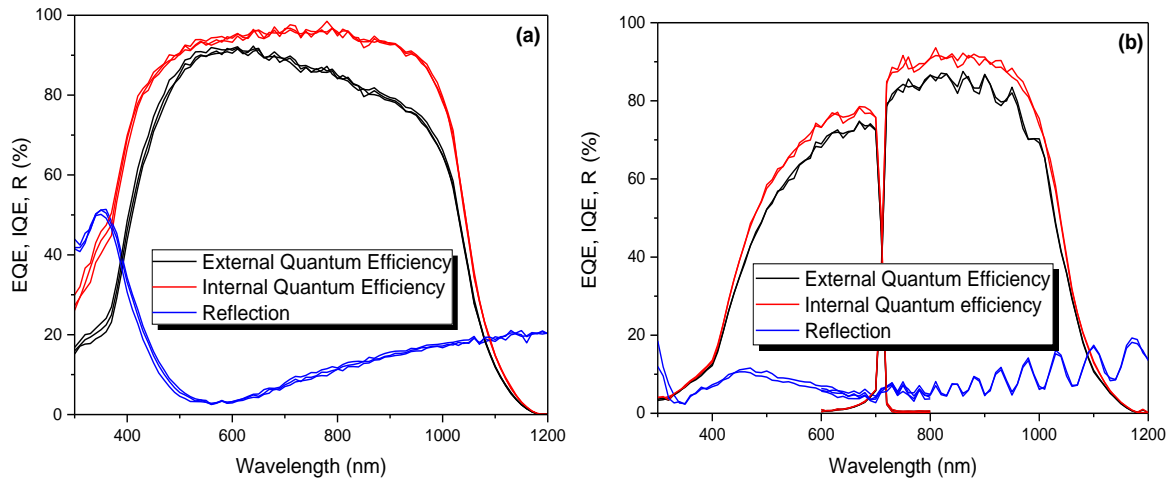 (a)
EQE, IQE, R (%)
100
80
60
40
20
0
External Quantum Efficiency
Internal Quantum Efficiency
Reflection
400
600
800
1000
1200
Wavelength (nm)
(b)
EQE, IQE, R (%)
100
80
60
40
20
0
External Quantum Efficiency
Internal Quantum efficiency
Reflection
400
600
800
1000
1200
Wavelength (nm)